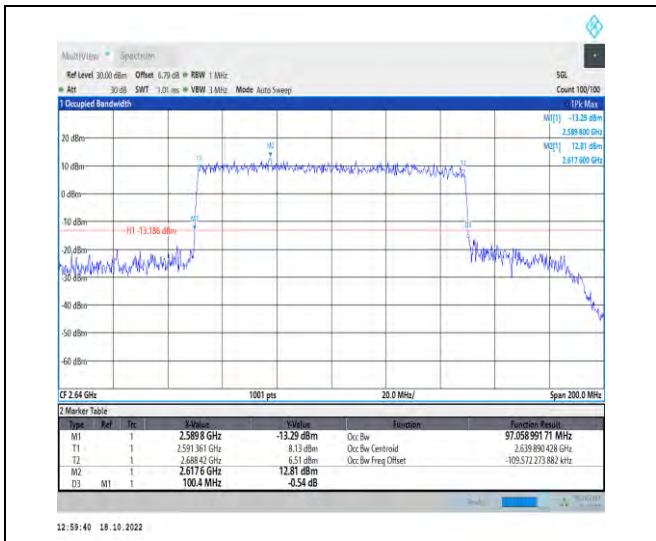 MultiView Spectrum
Ref Level 30.00 dBm Offset 6.79 dB RBW 1 MHz SGL
Att 30 dB SWT 1.01 ms VBW 3 MHz Mode Auto Sweep Count 100/100
1 Occupied Bandwidth 1Pk Max
M1[1] -13.29 dBm
2.589 800 GHz
M2[1] 12.81 dBm
2.617 600 GHz
20 dBm
M2
T1
T2
10 dBm
0 dBm
-10 dBm
M1
D3
H1 -13.186 dBm
-20 dBm
-30 dBm
-40 dBm
-50 dBm
-60 dBm
CF 2.64 GHz 1001 pts 20.0 MHz/ Span 200.0 MHz
2 Marker Table
Type Ref Trc X-Value Y-Value Function Function Result
M1 1 2.589 8 GHz -13.29 dBm Occ Bw 97.058 991 71 MHz
T1 1 2.591 361 GHz 8.13 dBm Occ Bw Centroid 2.639 890 428 GHz
T2 1 2.688 42 GHz 6.51 dBm Occ Bw Freq Offset -109.572 273 882 kHz
M2 1 2.617 6 GHz 12.81 dBm
D3 M1 1 100.4 MHz -0.54 dB
12:59:40 18.10.2022